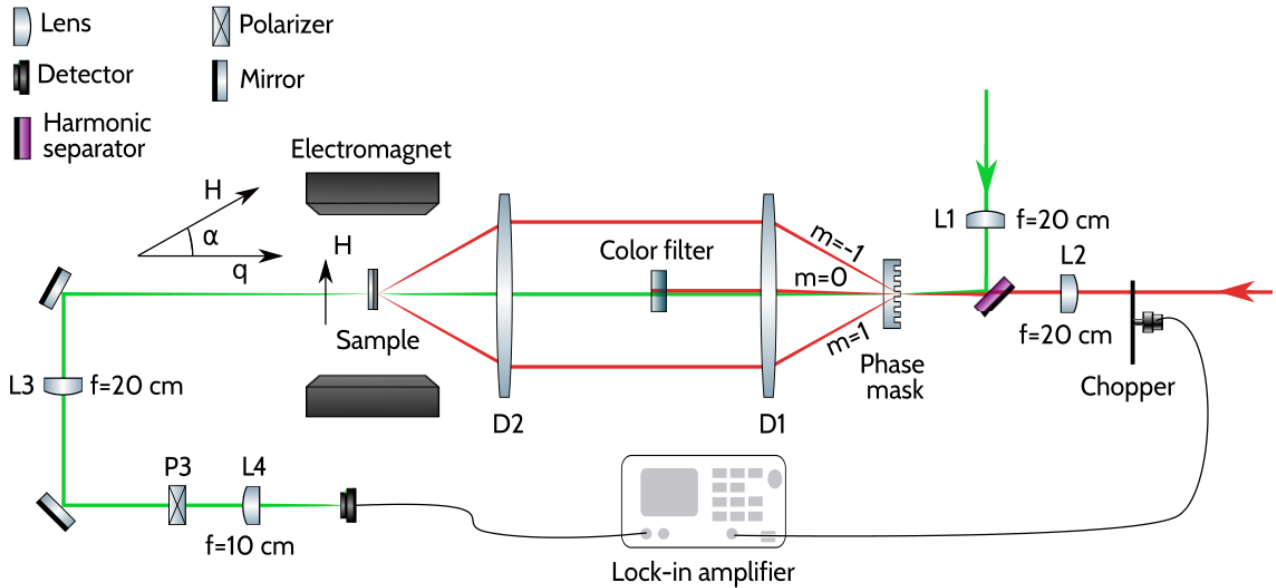 Lens
Polarizer
Detector
Mirror
Harmonic
separator
Electromagnet
H
α
q
H
Sample
D2
Color filter
D1
m=-1
m=0
m=1
Phase
mask
L1
f=20 cm
L2
f=20 cm
Chopper
L3
f=20 cm
P3
L4
f=10 cm
Lock-in amplifier